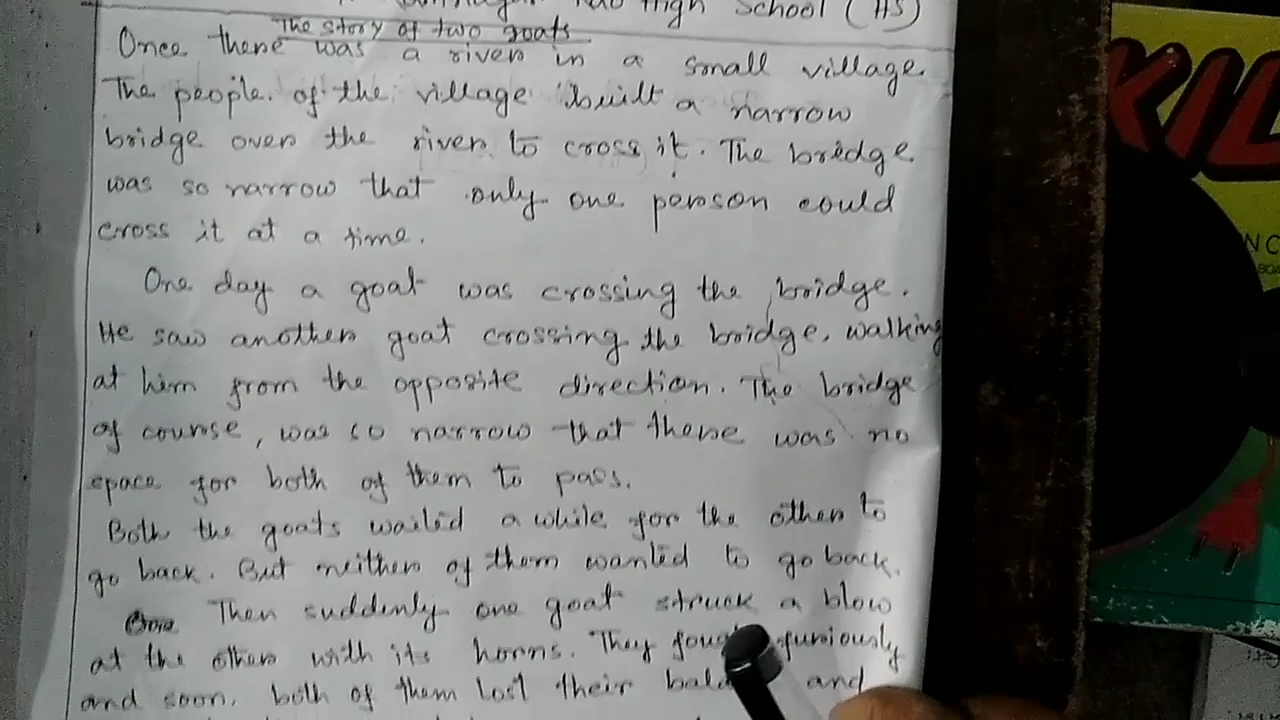 High School (HS)
The story of two goats
Once there was a river in a small village.
The people of the village built a narrow
bridge over the river to cross it. The bridge
was so narrow that only one person could
cross it at a time.
One day a goat was crossing the bridge.
He saw another goat crossing the bridge, walking
at him from the opposite direction. The bridge
of course, was so narrow that there was no
space for both of them to pass.
Both the goats waited a while for the other to
go back. But neither of them wanted to go back.
Then suddenly one goat struck a blow
at the other with its horns. They furiously
and soon, both of them lost their and
KID